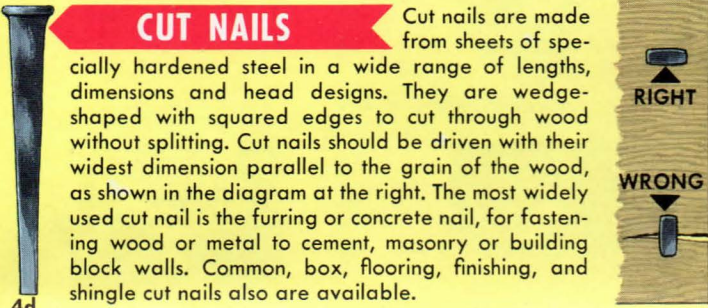 CUT NAILS
Cut nails are made
from sheets of spe-
cially hardened steel in a wide range of lengths,
dimensions and head designs. They are wedge-
shaped with squared edges to cut through wood
without splitting. Cut nails should be driven with their
widest dimension parallel to the grain of the wood,
as shown in the diagram at the right. The most widely
used cut nail is the furring or concrete nail, for fasten-
ing wood or metal to cement, masonry or building
block walls. Common, box, flooring, finishing, and
shingle cut nails also are available.
4d
RIGHT
WRONG